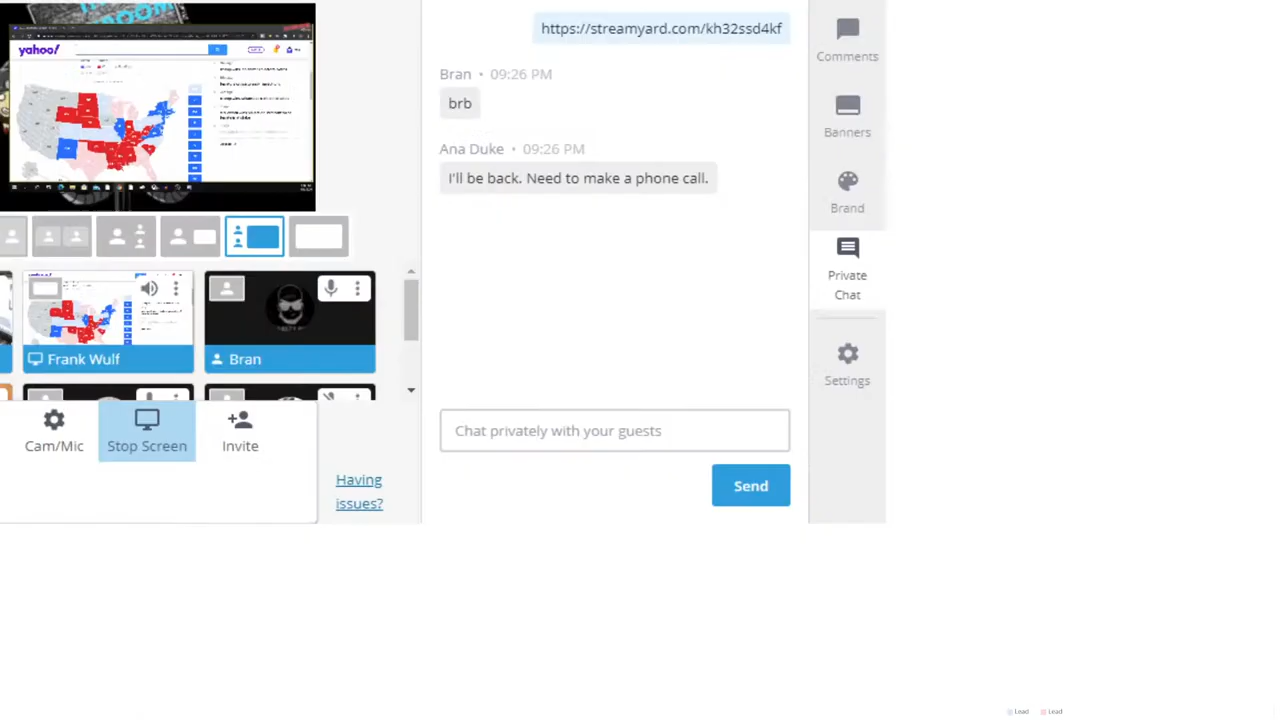 https://streamyard.com/kh32ssd4kf
Bran • 09:26 PM
brb
Ana Duke • 09:26 PM
I'll be back. Need to make a phone call.
yahoo!
Frank Wulf
Bran
Cam/Mic
Stop Screen
Invite
Having
issues?
Chat privately with your guests
Send
Comments
Banners
Brand
Private
Chat
Settings
Lead
Lead